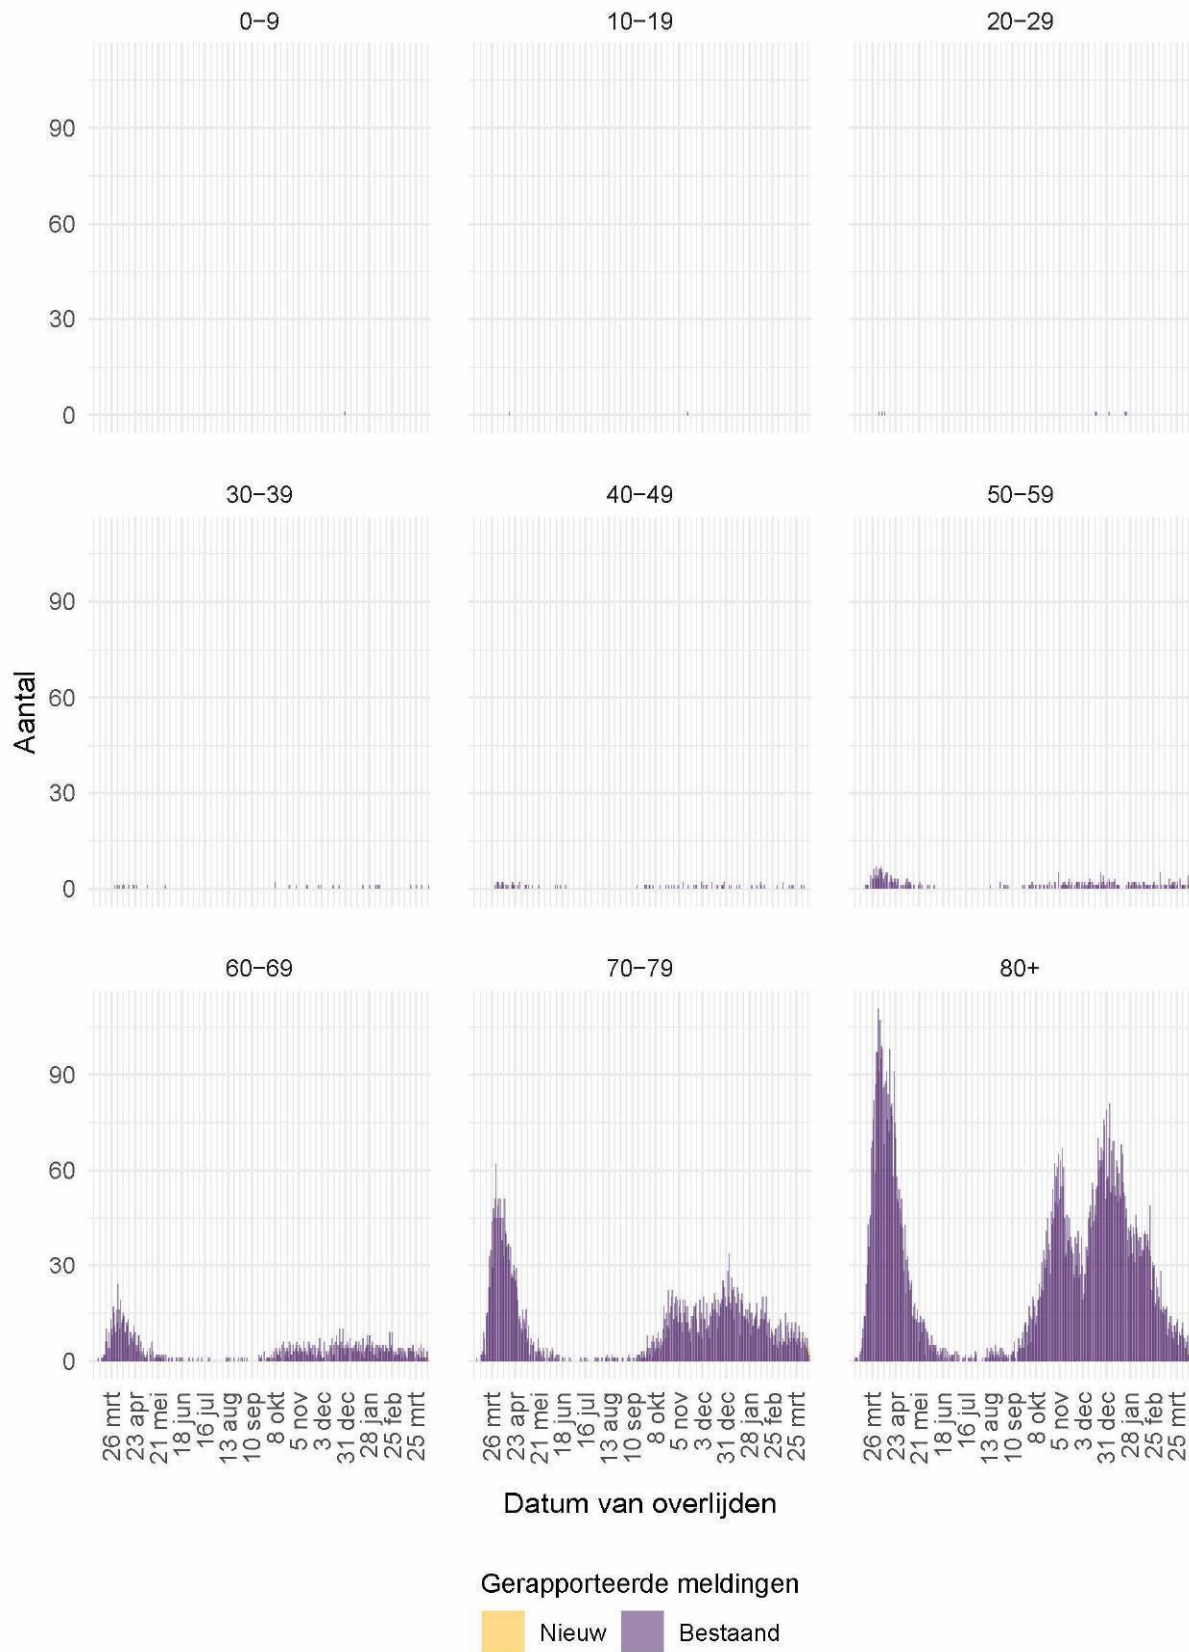 0−9 10−19 20−29
90
60
30
0
30−39 40−49 50−59
90
60
30
0
Aantal
60−69 70−79 80+
90
60
30
0
26 mrt 23 apr 21 mei 18 jun 16 jul 13 aug 10 sep 8 okt 5 nov 3 dec 31 dec 28 jan 25 feb 25 mrt
26 mrt 23 apr 21 mei 18 jun 16 jul 13 aug 10 sep 8 okt 5 nov 3 dec 31 dec 28 jan 25 feb 25 mrt
26 mrt 23 apr 21 mei 18 jun 16 jul 13 aug 10 sep 8 okt 5 nov 3 dec 31 dec 28 jan 25 feb 25 mrt
Datum van overlijden
Gerapporteerde meldingen
Nieuw Bestaand